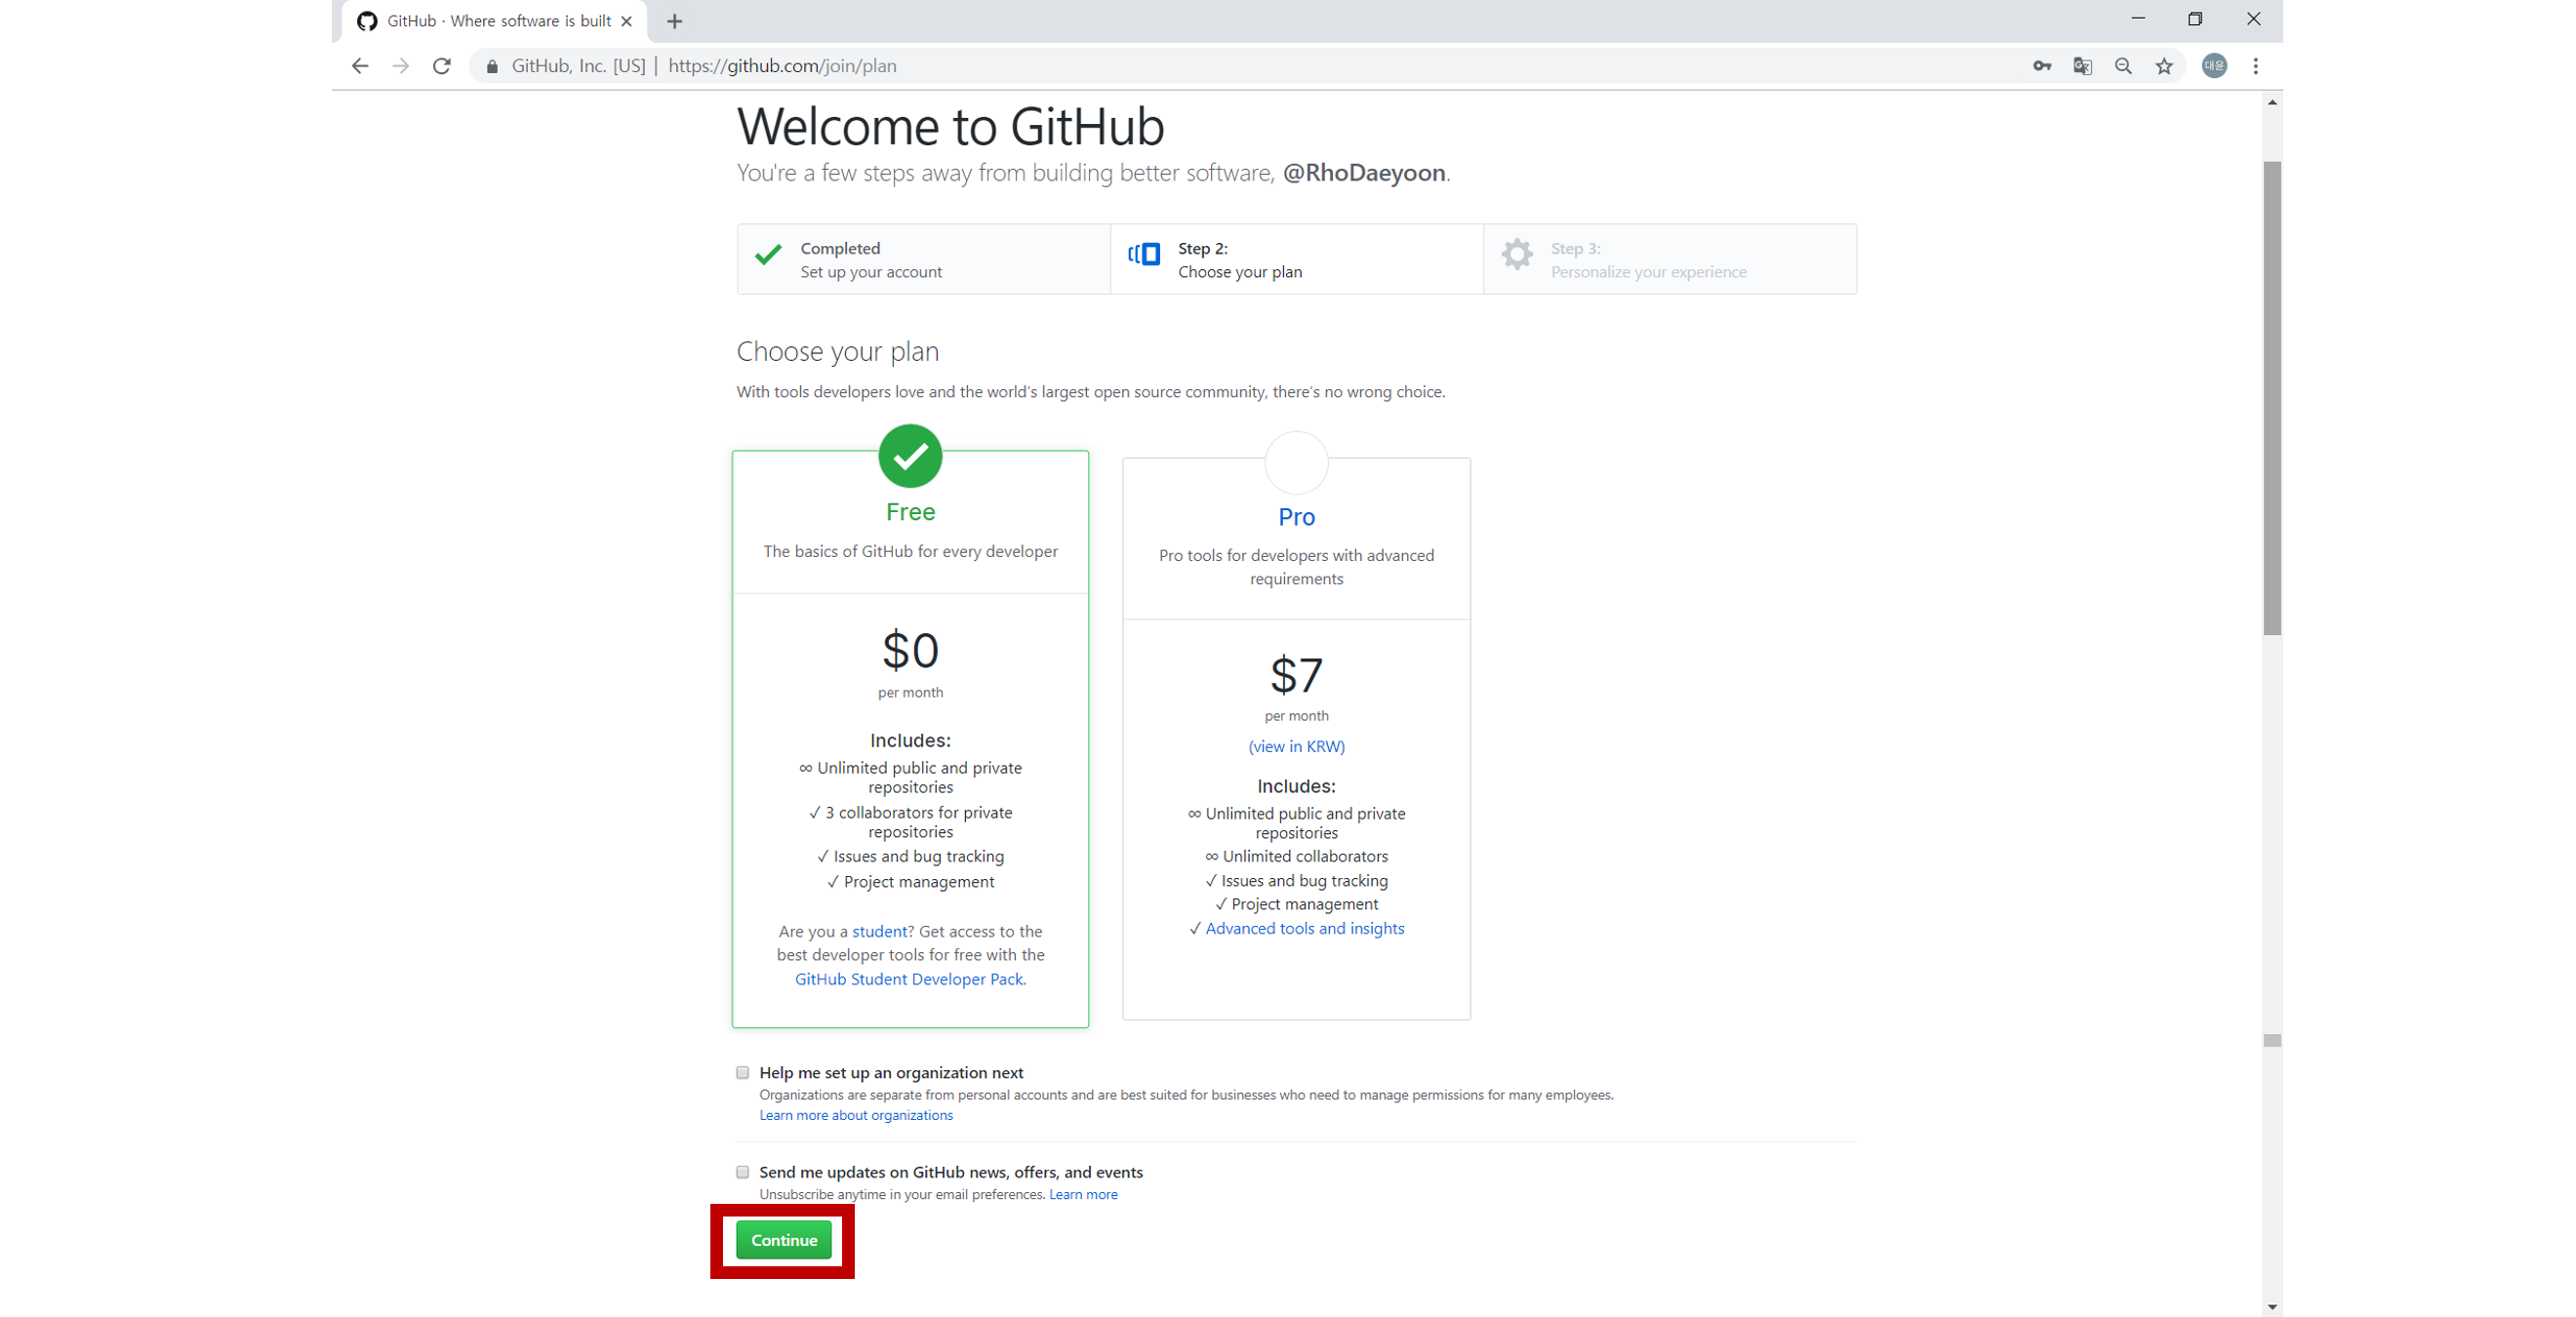 GitHub · Where software is built
GitHub, Inc. [US] | https://github.com/join/plan
대윤
Welcome to GitHub
You're a few steps away from building better software, @RhoDaeyoon.
Completed
Set up your account
Step 2:
Choose your plan
Step 3:
Personalize your experience
Choose your plan
With tools developers love and the world's largest open source community, there's no wrong choice.
Free
The basics of GitHub for every developer
$0
per month
Includes:
∞ Unlimited public and private
repositories
✓ 3 collaborators for private
repositories
✓ Issues and bug tracking
✓ Project management
Are you a student? Get access to the
best developer tools for free with the
GitHub Student Developer Pack.
Pro
Pro tools for developers with advanced
requirements
$7
per month
(view in KRW)
Includes:
∞ Unlimited public and private
repositories
∞ Unlimited collaborators
✓ Issues and bug tracking
✓ Project management
✓ Advanced tools and insights
Help me set up an organization next
Organizations are separate from personal accounts and are best suited for businesses who need to manage permissions for many employees.
Learn more about organizations
Send me updates on GitHub news, offers, and events
Unsubscribe anytime in your email preferences. Learn more
Continue